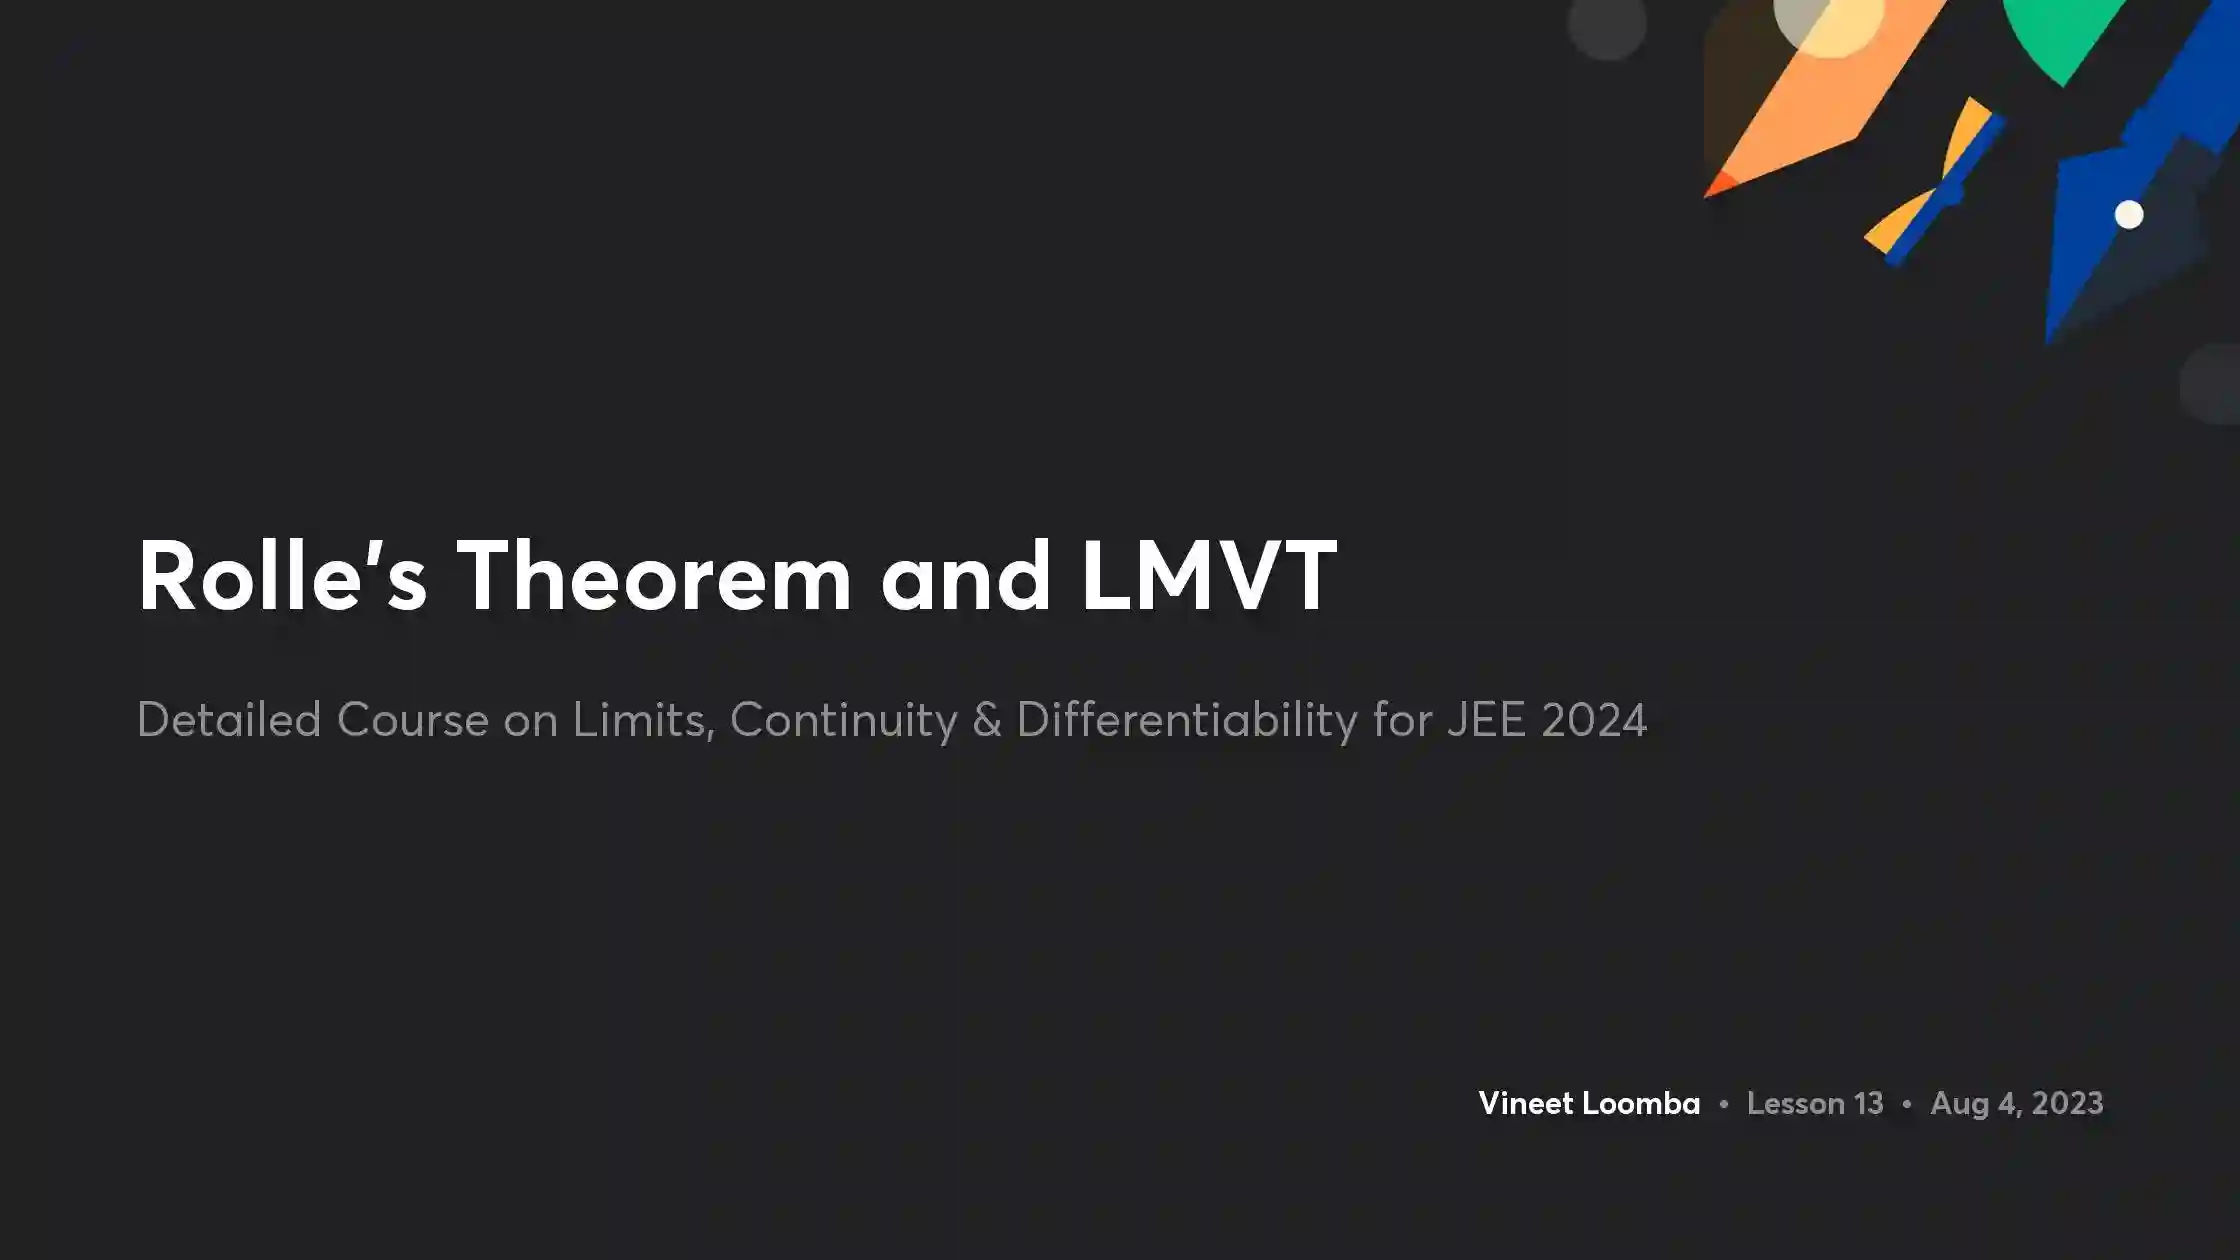 Rolle's Theorem and LMVT
Detailed Course on Limits, Continuity & Differentiability for JEE 2024
Vineet Loomba • Lesson 13 • Aug 4, 2023